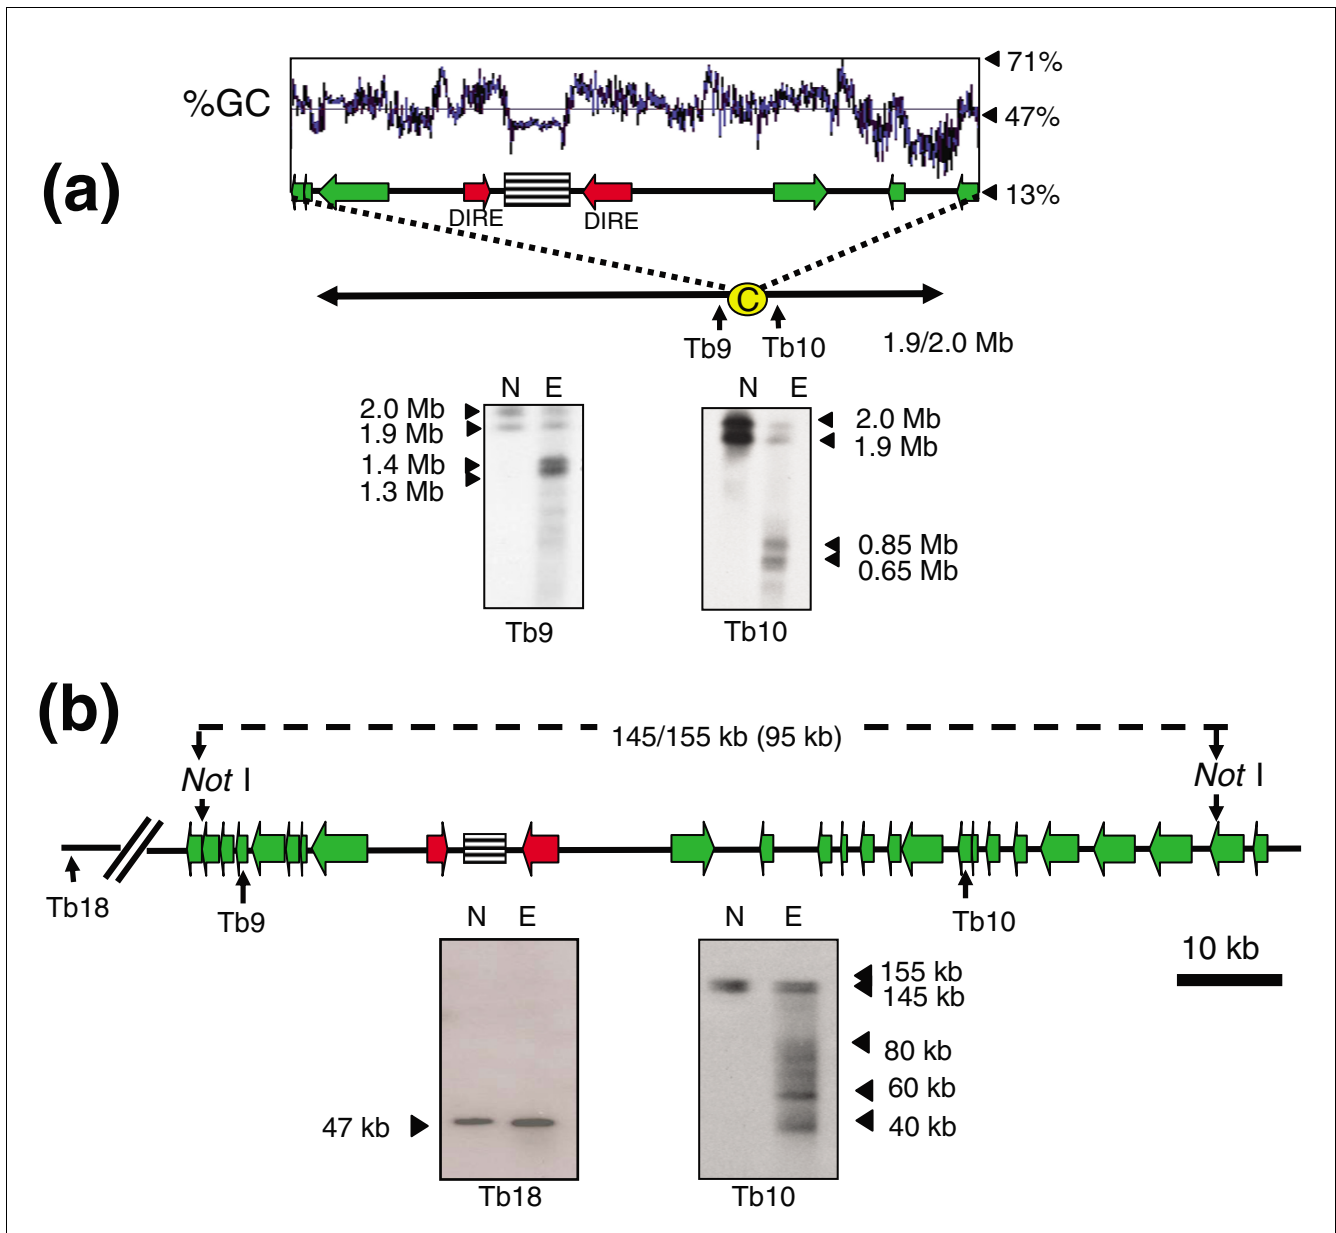 (a)
%GC
71%
47%
13%
DIRE DIRE
C
Tb9 Tb10 1.9/2.0 Mb
N E
2.0 Mb
1.9 Mb
1.4 Mb
1.3 Mb
Tb9
N E
2.0 Mb
1.9 Mb
0.85 Mb
0.65 Mb
Tb10
(b)
145/155 kb (95 kb)
Not I Not I
Tb18 Tb9 Tb10
10 kb
N E
47 kb
Tb18
N E
155 kb
145 kb
80 kb
60 kb
40 kb
Tb10